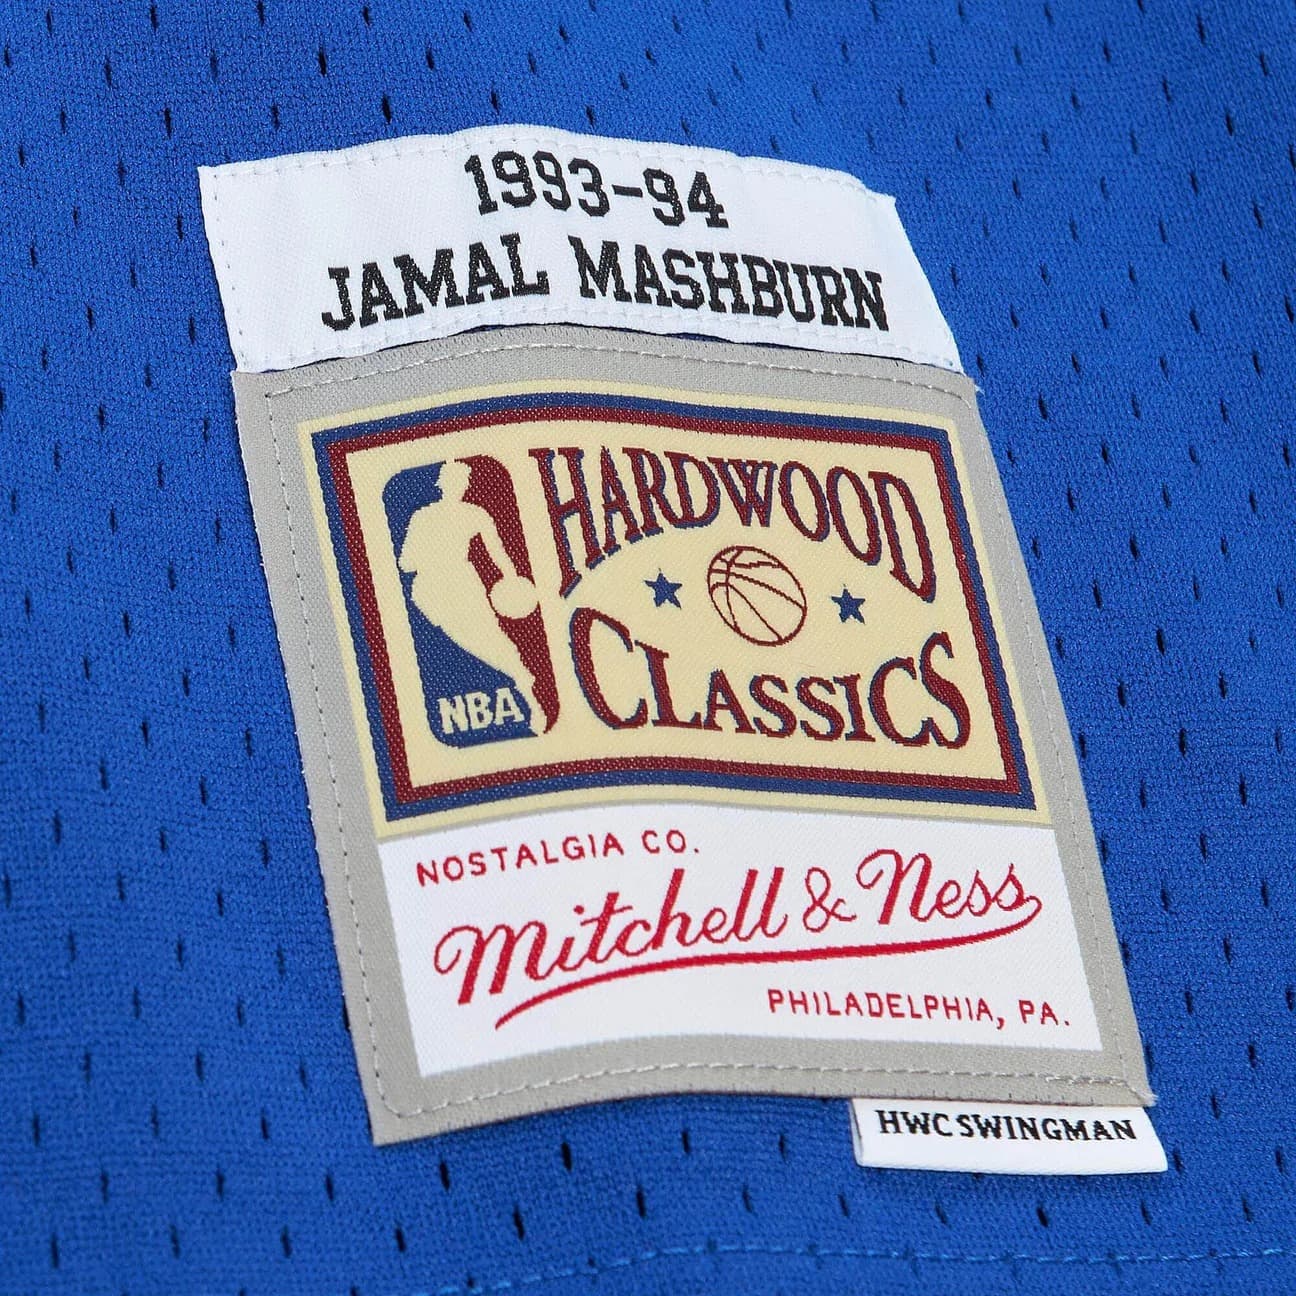 1993-94
JAMAL MASHBURN
HARDWOOD
CLASSICS
NBA
NOSTALGIA CO.
Mitchell & Ness
PHILADELPHIA, PA.
HWC SWINGMAN